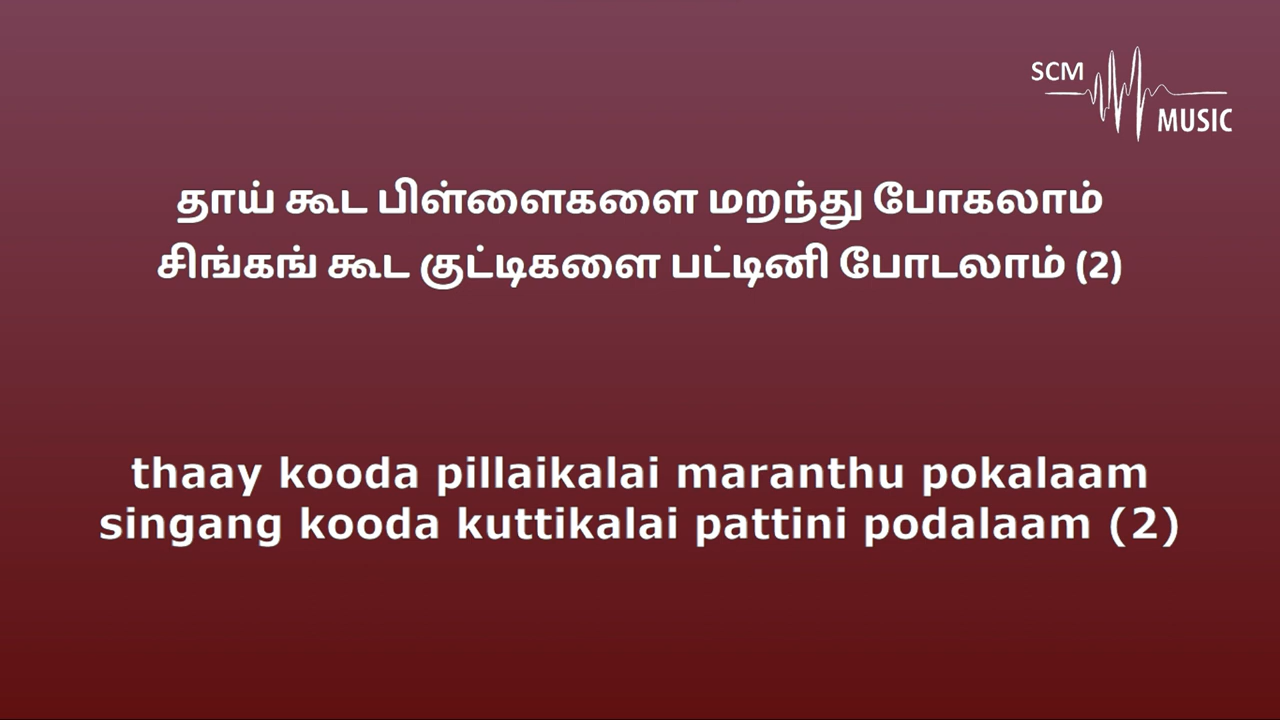 SCM
MUSIC
தாய் கூட பிள்ளைகளை மறந்து போகலாம்
சிங்கங் கூட குட்டிகளை பட்டினி போடலாம் (2)
thaay kooda pillaikalai maranthu pokalaam
singang kooda kuttikalai pattini podalaam (2)